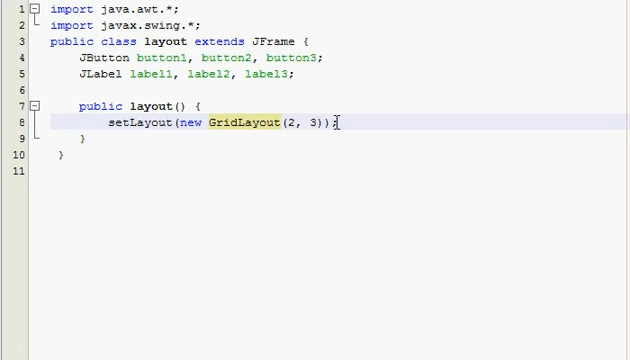 1 import java.awt.*;
2 import javax.swing.*;
3 public class layout extends JFrame {
4 JButton button1, button2, button3;
5 JLabel label1, label2, label3;
6
7 public layout() {
8 setLayout(new GridLayout(2, 3));
9 }
10 }
11